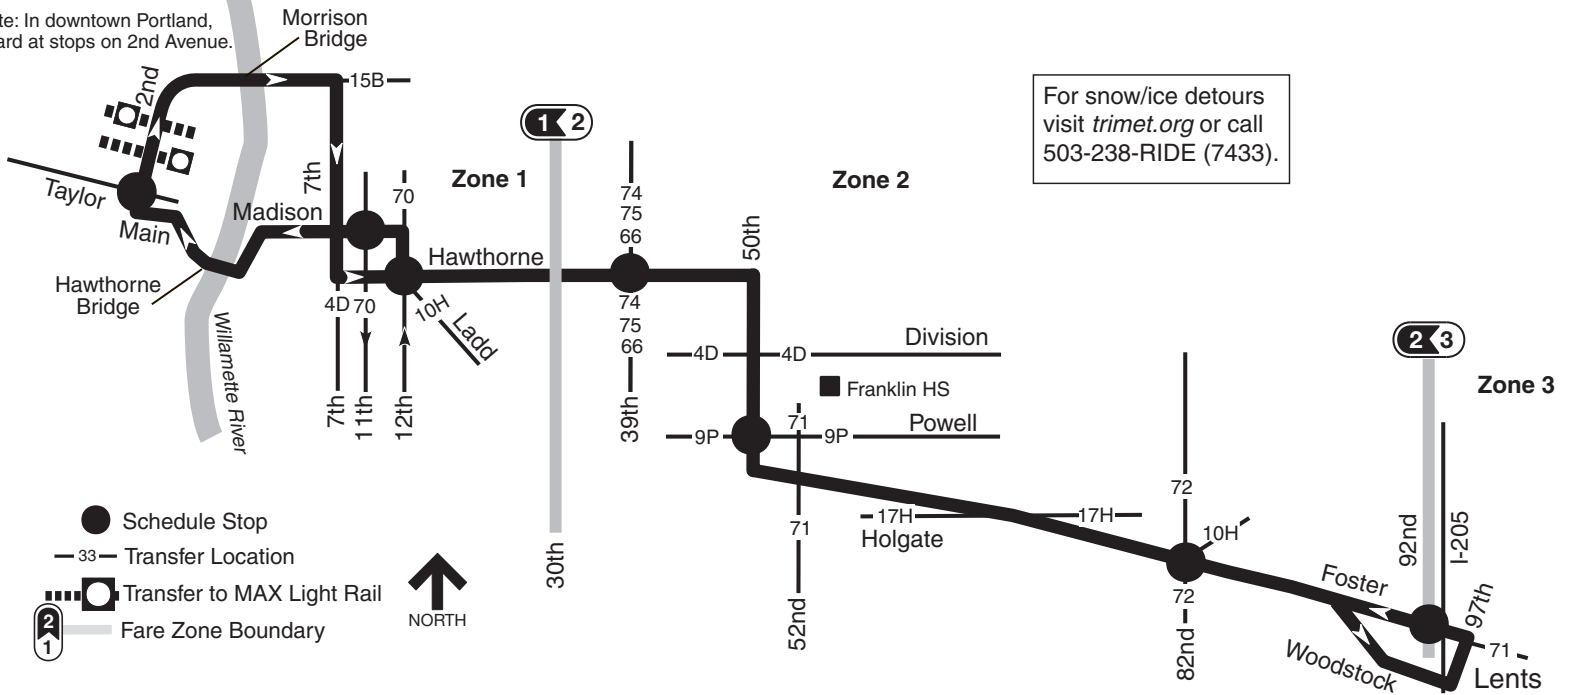 te: In downtown Portland,
ard at stops on 2nd Avenue.
Morrison
Bridge
2nd
15B
For snow/ice detours
visit trimet.org or call
503-238-RIDE (7433).
1 2
7th
70
Zone 1
74
75
66
Zone 2
50th
Taylor
Main
Madison
Hawthorne
Hawthorne
Bridge
Willamette River
4D
70
10H
Ladd
74
75
66
4D
4D
Division
Franklin HS
2 3
Zone 3
7th
11th
12th
39th
9P
71
9P
Powell
72
Schedule Stop
33 Transfer Location
Transfer to MAX Light Rail
2
1
Fare Zone Boundary
NORTH
30th
71
52nd
17H
17H
Holgate
10H
72
82nd
92nd
I-205
Foster
97th
Woodstock
71
Lents